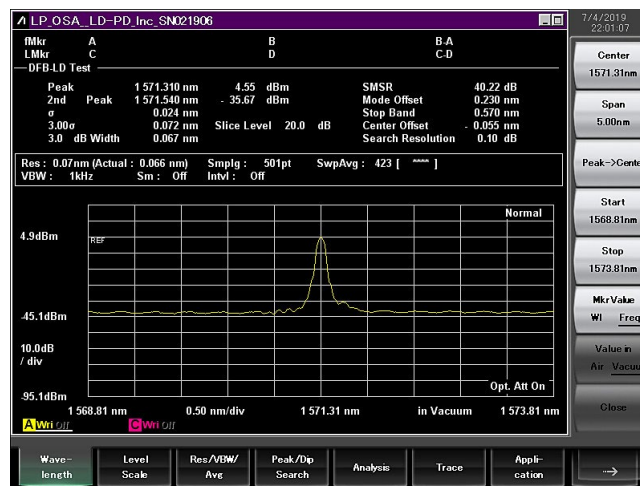 LP_OSA__LD-PD_Inc_SN021906
7/4/2019
22:01:07
fMkr A B B-A
LMkr C D C-D
DFB-LD Test
Peak 1 571.310 nm 4.55 dBm SMSR 40.22 dB
2nd Peak 1 571.540 nm - 35.67 dBm Mode Offset 0.230 nm
σ 0.024 nm Stop Band 0.570 nm
3.00σ 0.072 nm Slice Level 20.0 dB Center Offset - 0.055 nm
3.0 dB Width 0.067 nm Search Resolution 0.10 dB
Res : 0.07nm (Actual : 0.066 nm) Smplg : 501pt SwpAvg : 423 [ **** ]
VBW : 1kHz Sm : Off Intvl : Off
Normal
4.9dBm
REF
-45.1dBm
10.0dB
/ div
Opt. Att On
-95.1dBm
1 568.81 nm 0.50 nm/div 1 571.31 nm in Vacuum 1 573.81 nm
A Wri Off C Wri Off
Center
1571.31nm
Span
5.00nm
Peak->Cente
Start
1568.81nm
Stop
1573.81nm
Mkr Value
Wl Freq
Value in
Air Vacuu
Close
Wave-
length
Level
Scale
Res/VBW/
Avg
Peak/Dip
Search
Analysis
Trace
Appli-
cation